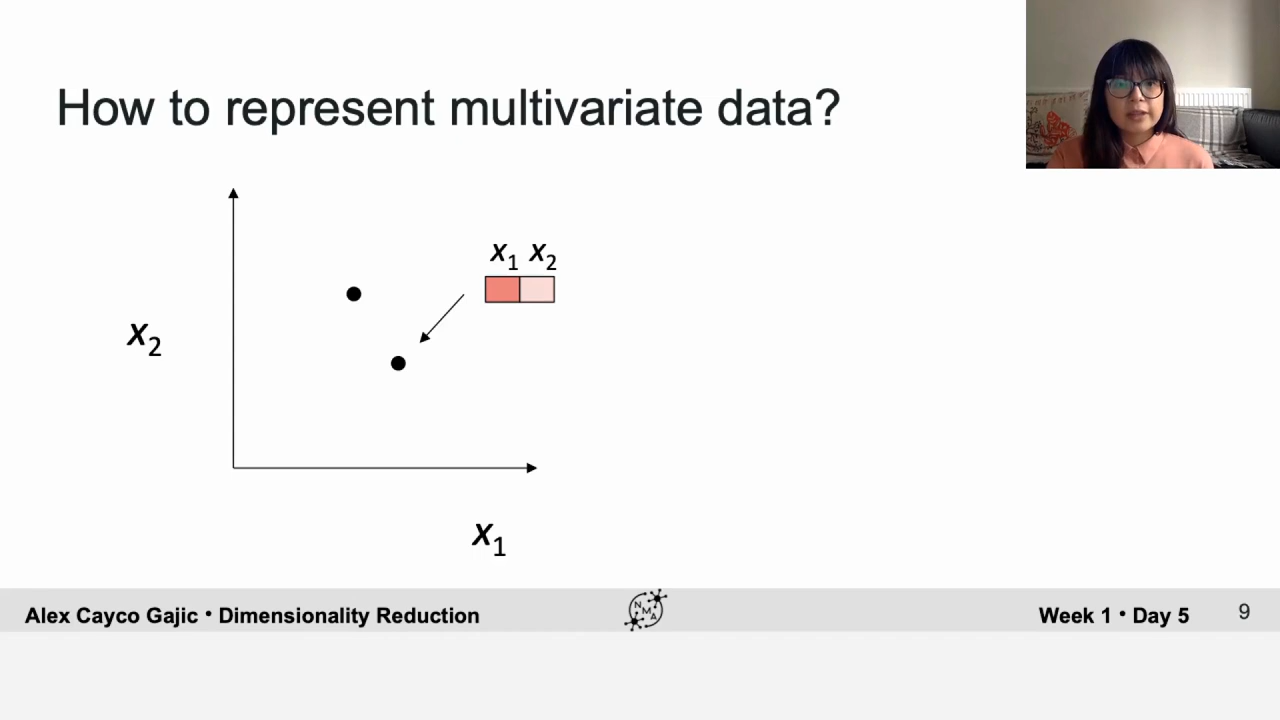 How to represent multivariate data?
x1 x2
x2
x1
Alex Cayco Gajic • Dimensionality Reduction
NMA
Week 1 • Day 5
9